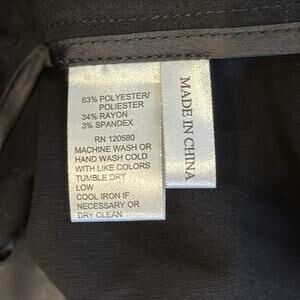 63% POLYESTER/
POLIESTER
34% RAYON
3% SPANDEX
RN 120580
MACHINE WASH OR
HAND WASH COLD
WITH LIKE COLORS
TUMBLE DRY
LOW
COOL IRON IF
NECESSARY OR
DRY CLEAN
MADE IN CHINA